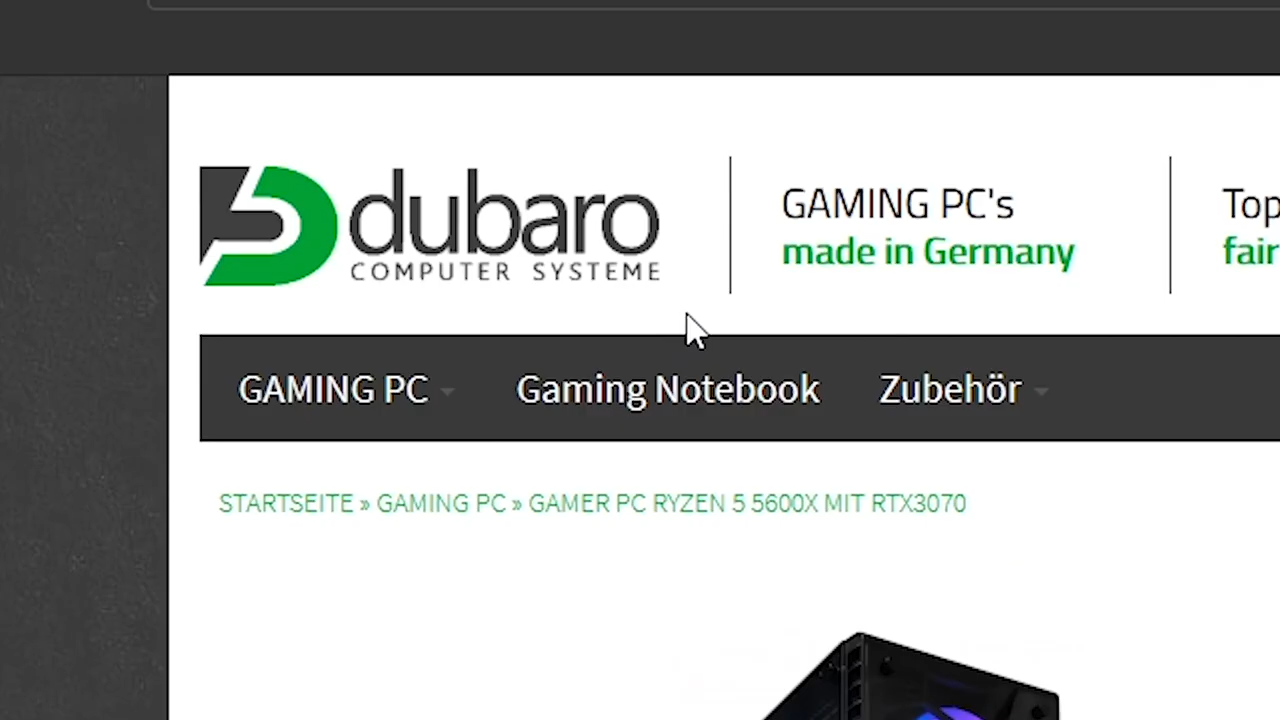 dubaro
COMPUTER SYSTEME
GAMING PC's
made in Germany
Top
fair
GAMING PC
Gaming Notebook
Zubehör
STARTSEITE » GAMING PC » GAMER PC RYZEN 5 5600X MIT RTX3070